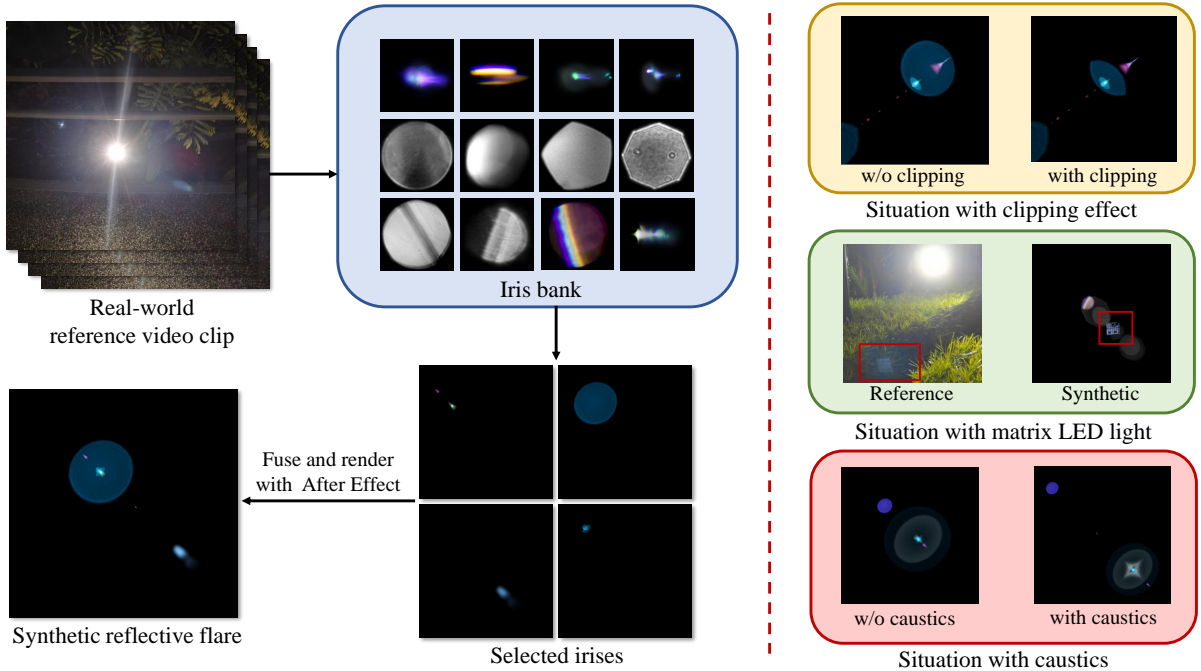 Real-world
reference video clip
Iris bank
Fuse and render
with After Effect
Synthetic reflective flare
Selected irises
w/o clipping
with clipping
Situation with clipping effect
Reference
Synthetic
Situation with matrix LED light
w/o caustics
with caustics
Situation with caustics